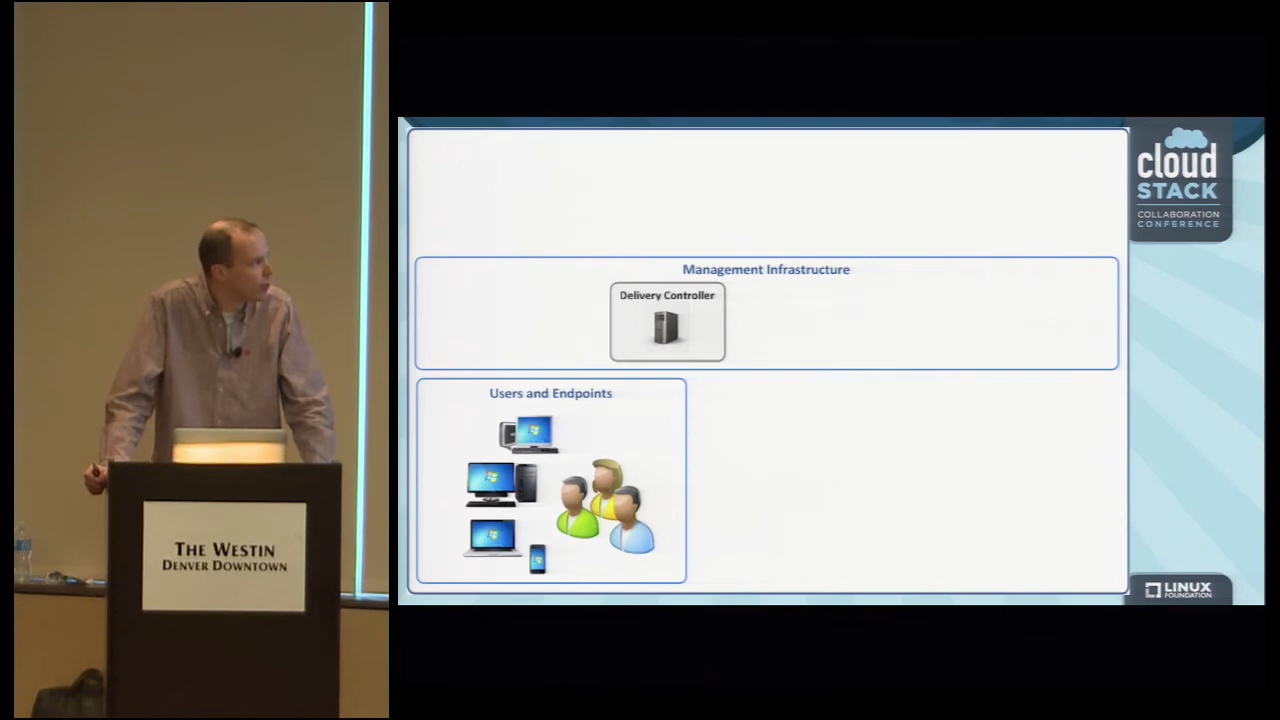 Management Infrastructure
Delivery Controller
Users and Endpoints
cloud
STACK
COLLABORATION
CONFERENCE
LINUX
FOUNDATION
THE WESTIN
DENVER DOWNTOWN